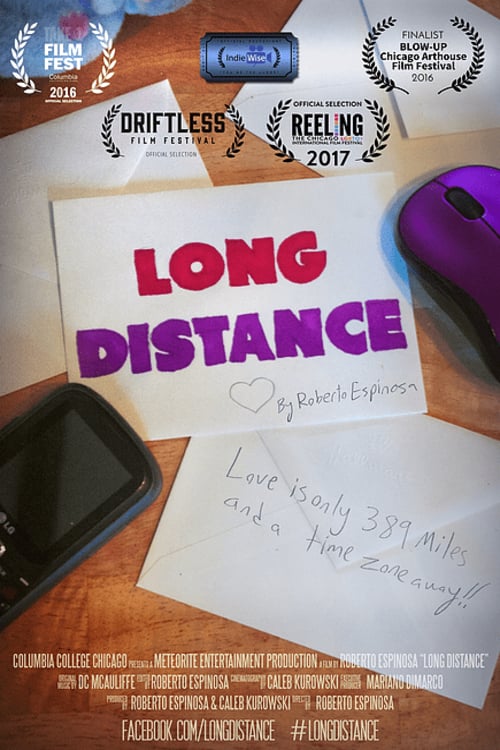 TAKE 1
FILM
FEST
Columbia
2016
OFFICIAL SELECTION
IndieWise
FINALIST
BLOW-UP
Chicago Arthouse
Film Festival
2016
DRIFTLESS
FILM FESTIVAL
OFFICIAL SELECTION
OFFICIAL SELECTION
REELING
THE CHICAGO LGBTQ+
INTERNATIONAL FILM FESTIVAL
2017
LONG
DISTANCE
By Roberto Espinosa
Love is only 389 Miles
and a time zone away!!
LG
COLUMBIA COLLEGE CHICAGO PRESENTS A METEORITE ENTERTAINMENT PRODUCTION A FILM BY ROBERTO ESPINOSA "LONG DISTANCE"
ORIGINAL MUSIC BY DC MCAULIFFE EDITED BY ROBERTO ESPINOSA CINEMATOGRAPHY BY CALEB KUROWSKI EXECUTIVE PRODUCER MARIANO DIMARCO
PRODUCED BY ROBERTO ESPINOSA & CALEB KUROWSKI DIRECTED BY ROBERTO ESPINOSA
FACEBOOK.COM/LONGDISTANCE #LONGDISTANCE